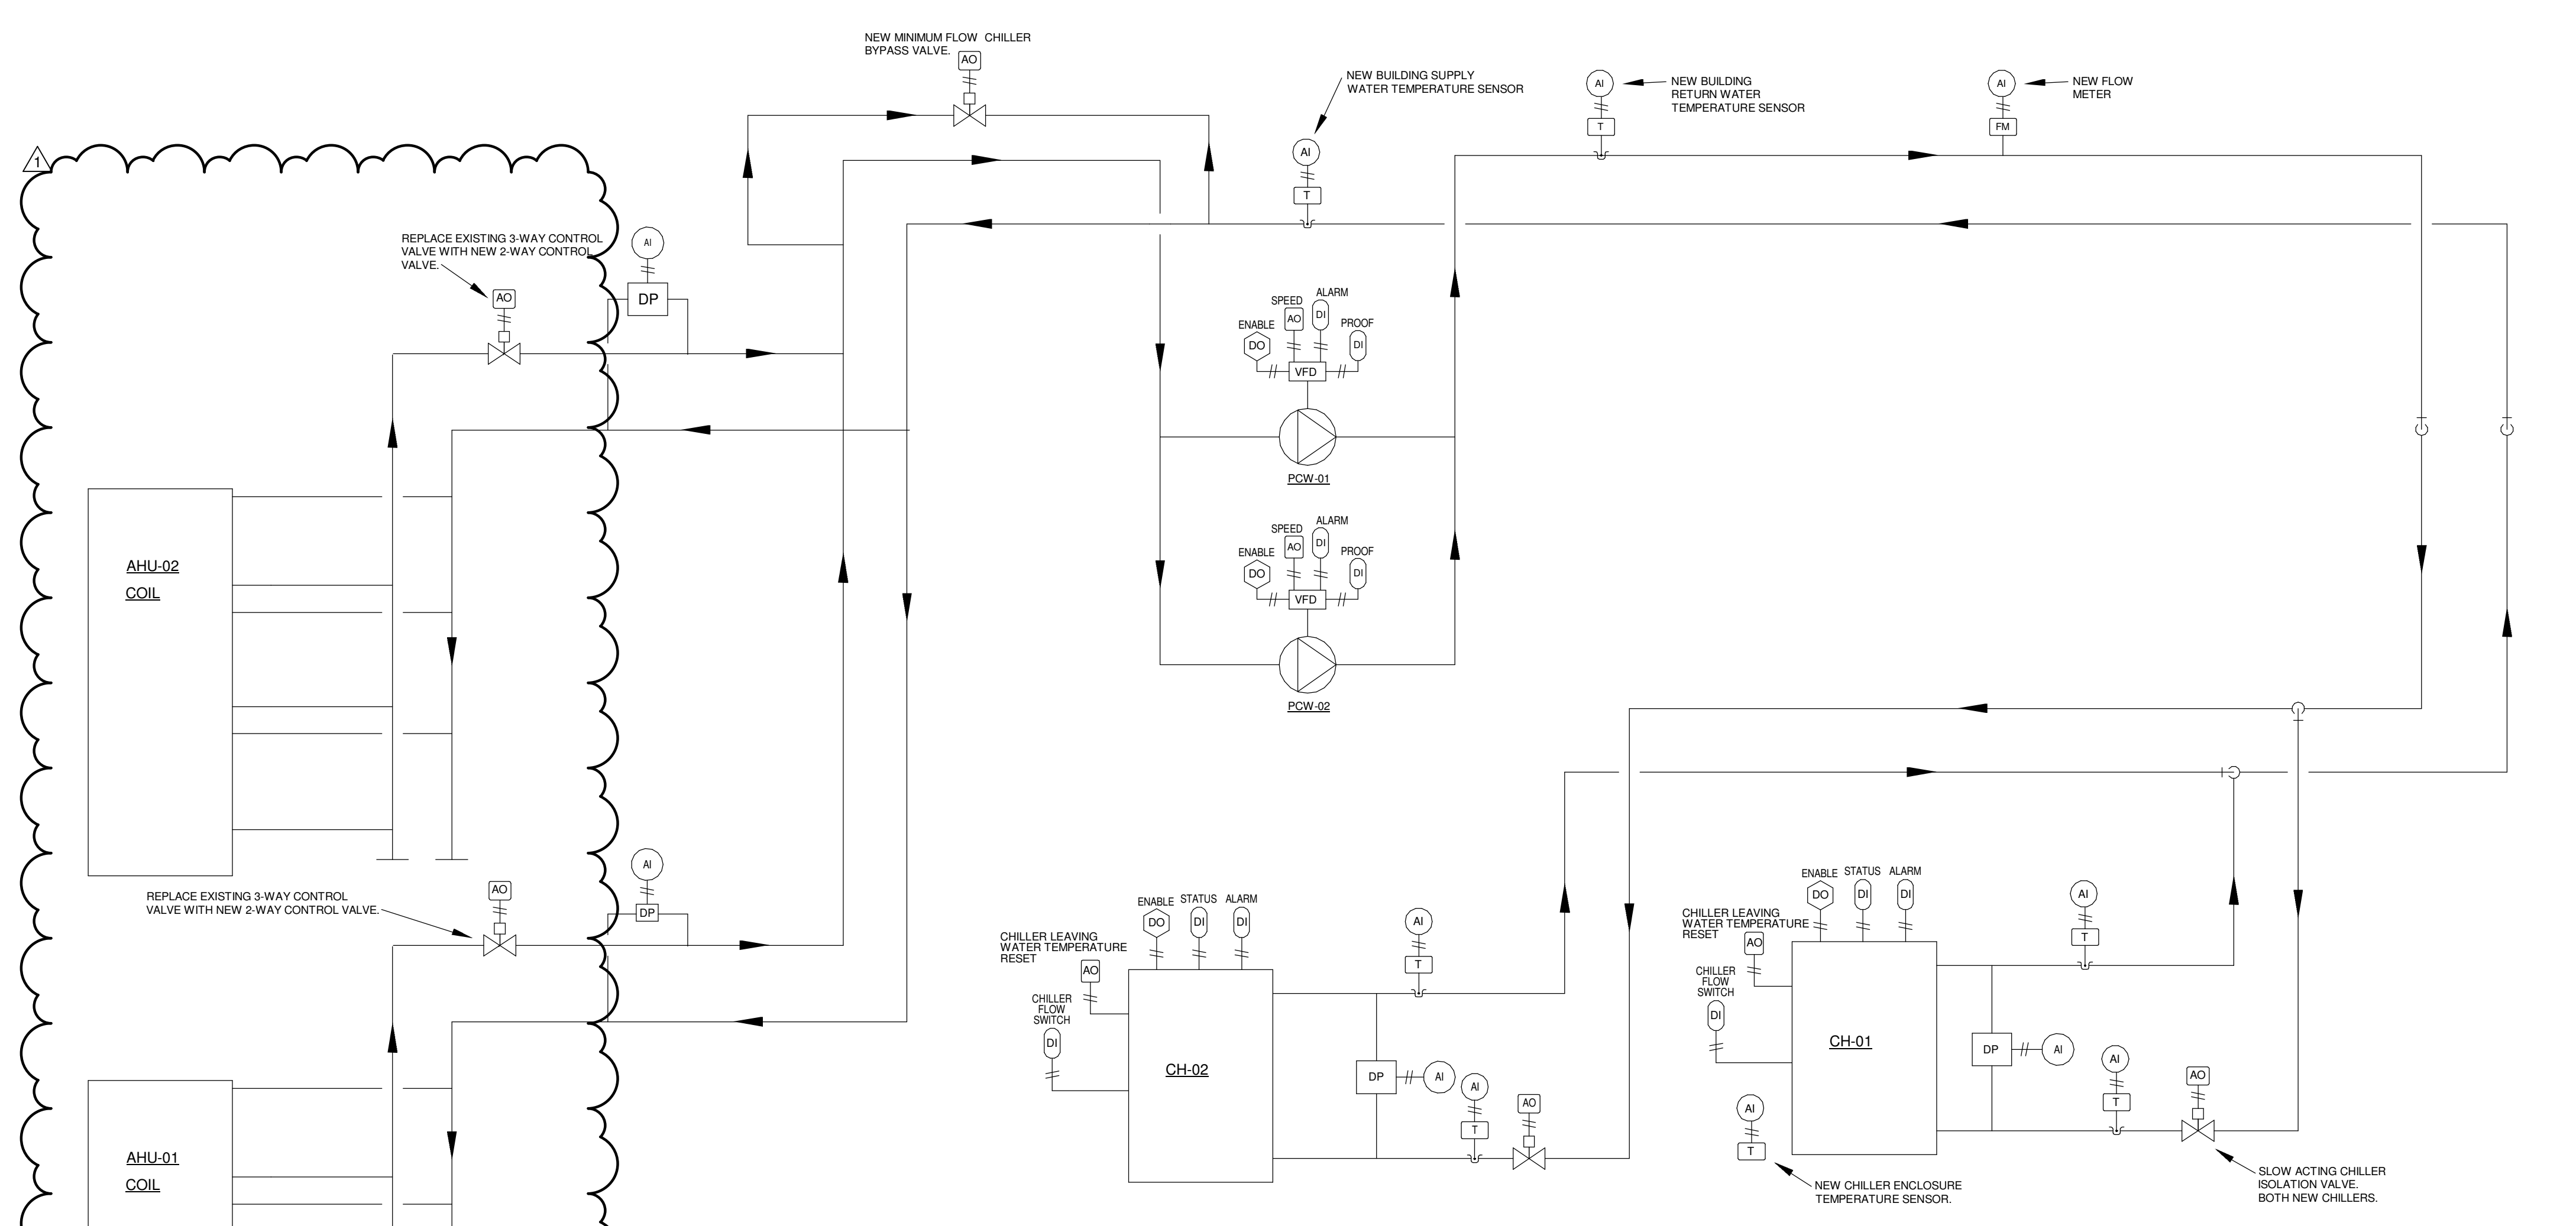 NEW MINIMUM FLOW CHILLER
BYPASS VALVE.
AO
NEW BUILDING SUPPLY
WATER TEMPERATURE SENSOR
AI
T
AI
T
NEW BUILDING
RETURN WATER
TEMPERATURE SENSOR
AI
FM
NEW FLOW
METER
1
REPLACE EXISTING 3-WAY CONTROL
VALVE WITH NEW 2-WAY CONTROL
VALVE.
AO
AI
DP
SPEED
ALARM
ENABLE
PROOF
AO
DI
DO
DI
VFD
PCW-01
SPEED
ALARM
ENABLE
PROOF
AO
DI
DO
DI
VFD
PCW-02
AHU-02
COIL
REPLACE EXISTING 3-WAY CONTROL
VALVE WITH NEW 2-WAY CONTROL VALVE.
AO
AI
DP
AHU-01
COIL
ENABLE
STATUS
ALARM
DO
DI
DI
CHILLER LEAVING
WATER TEMPERATURE
RESET
AO
CHILLER
FLOW
SWITCH
DI
CH-02
AI
T
DP
AI
AI
T
AO
ENABLE
STATUS
ALARM
DO
DI
DI
CHILLER LEAVING
WATER TEMPERATURE
RESET
AO
CHILLER
FLOW
SWITCH
DI
CH-01
AI
T
DP
AI
AI
T
AO
AI
T
NEW CHILLER ENCLOSURE
TEMPERATURE SENSOR.
SLOW ACTING CHILLER
ISOLATION VALVE.
BOTH NEW CHILLERS.